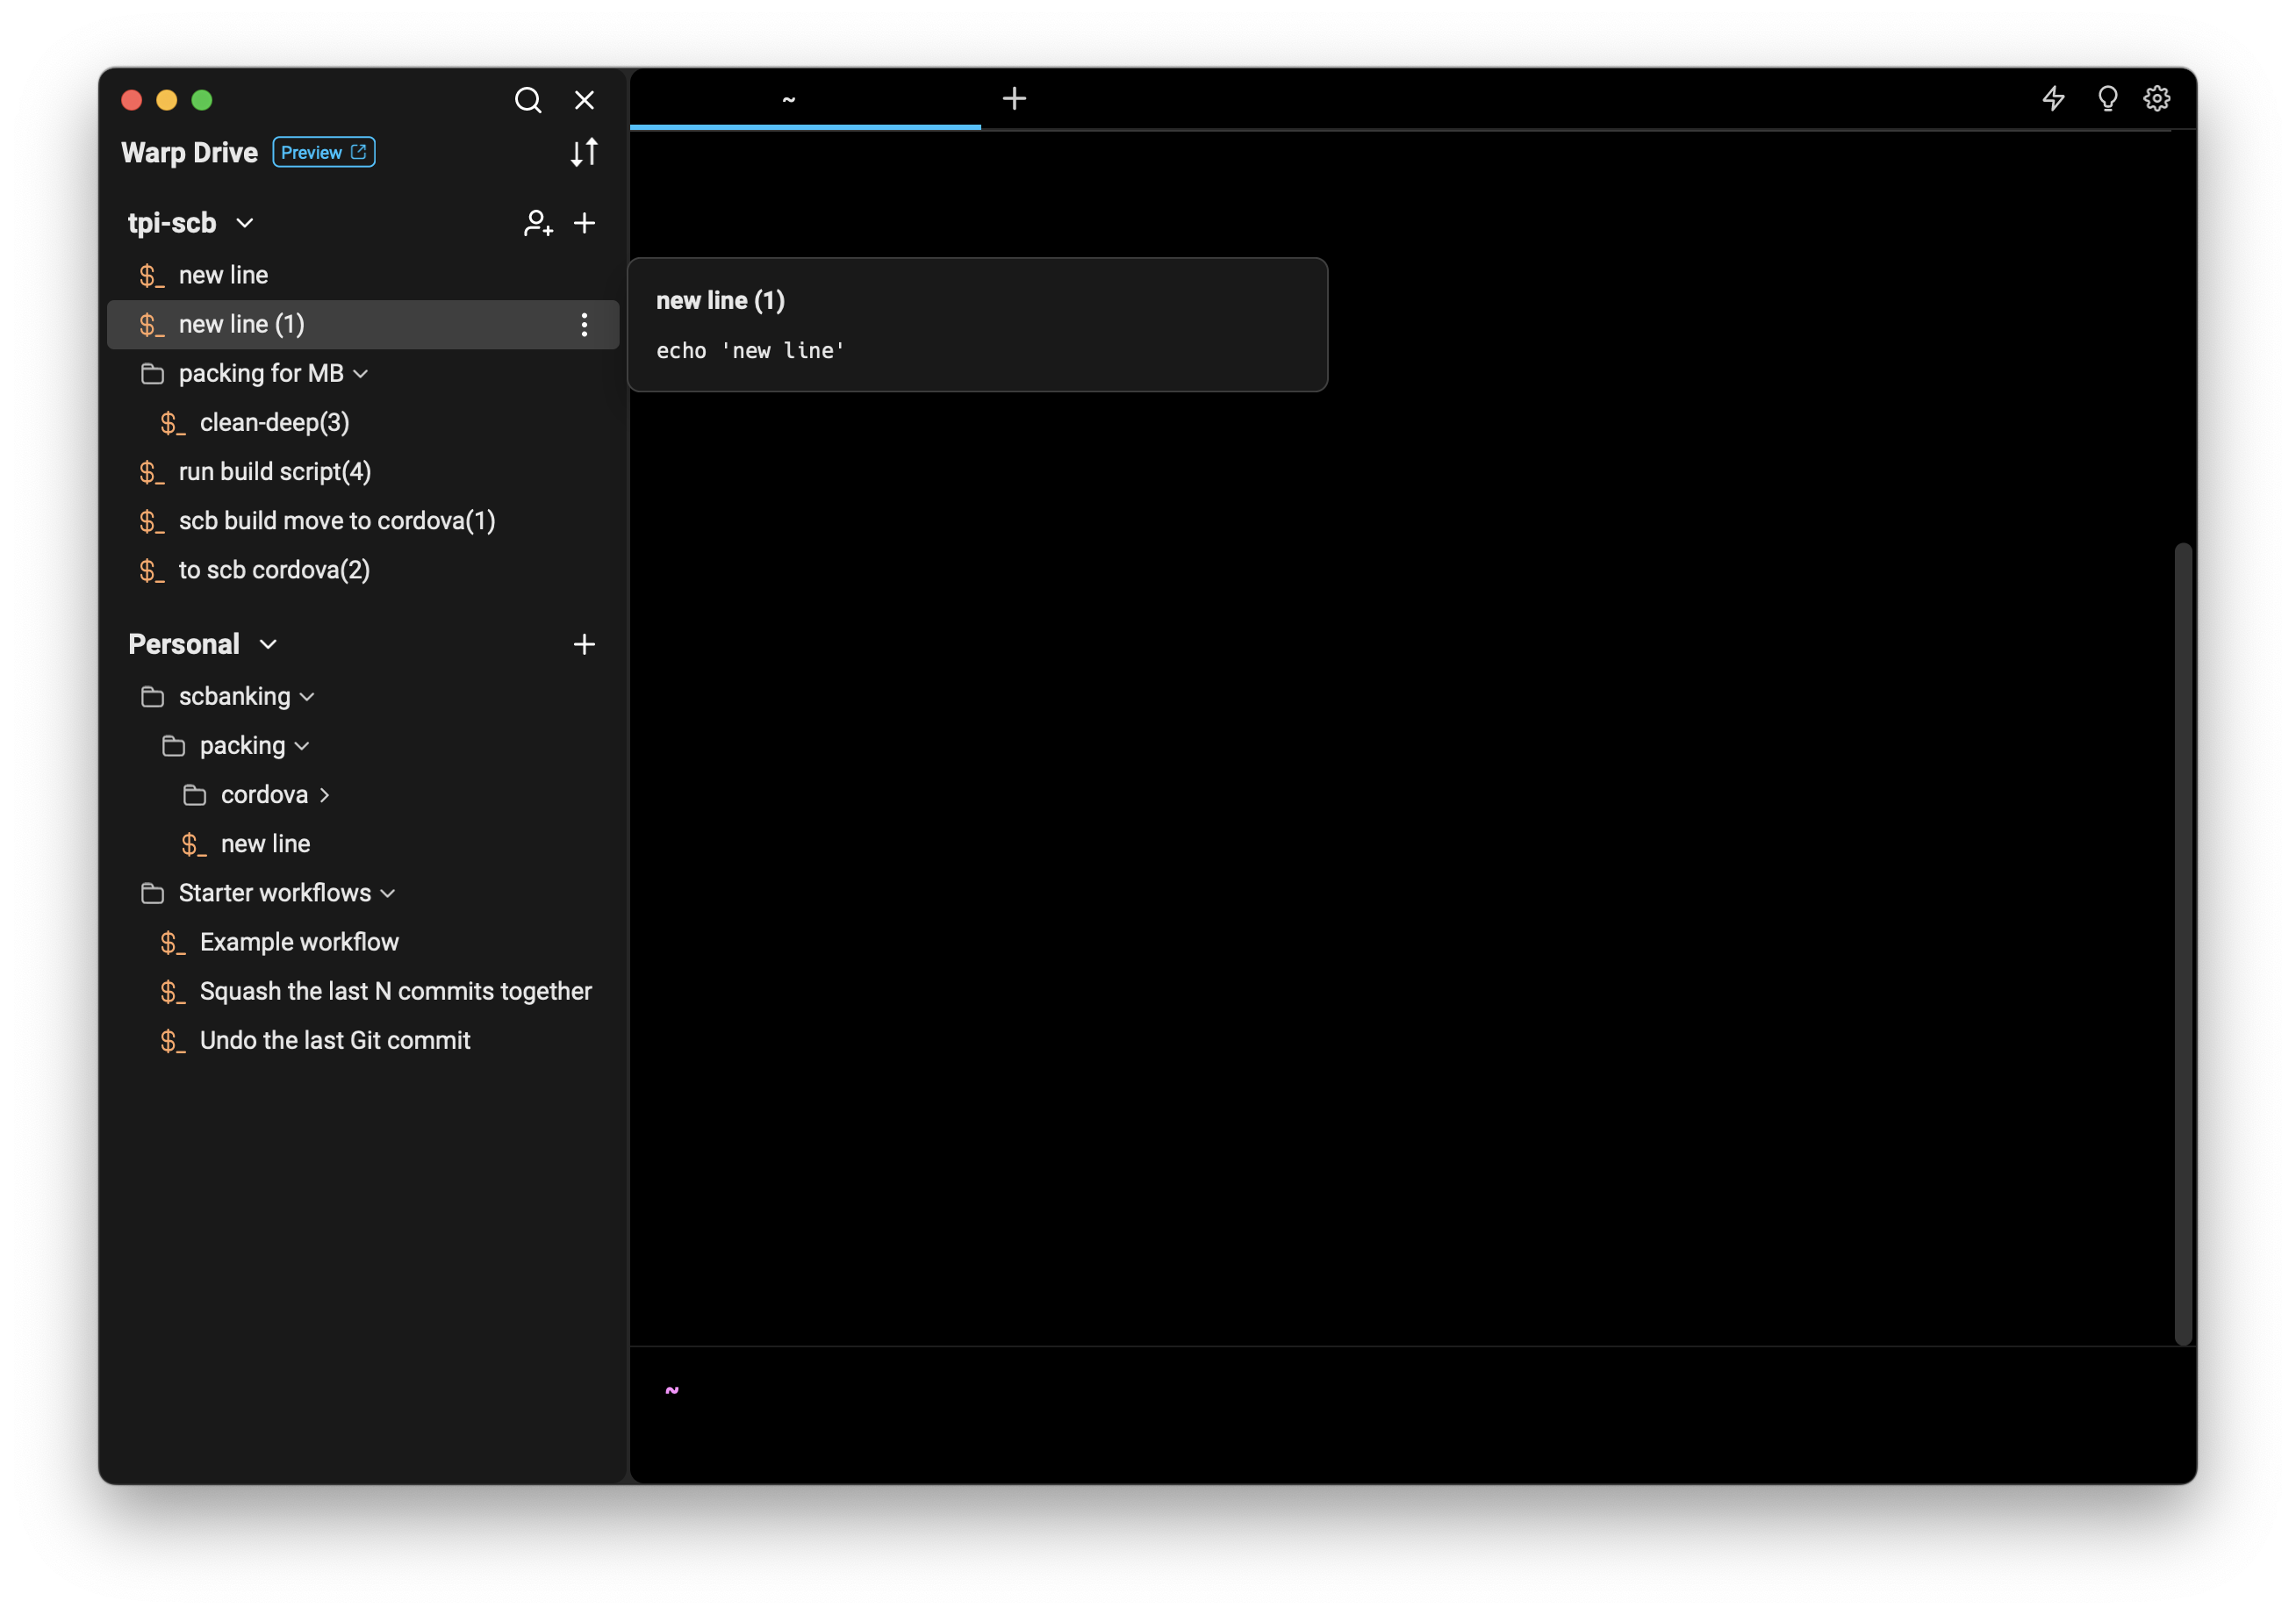 ~
Warp Drive Preview
tpi-scb
$_ new line
$_ new line (1)
new line (1)
echo 'new line'
packing for MB
$_ clean-deep(3)
$_ run build script(4)
$_ scb build move to cordova(1)
$_ to scb cordova(2)
Personal
scbanking
packing
cordova
$_ new line
Starter workflows
$_ Example workflow
$_ Squash the last N commits together
$_ Undo the last Git commit
~